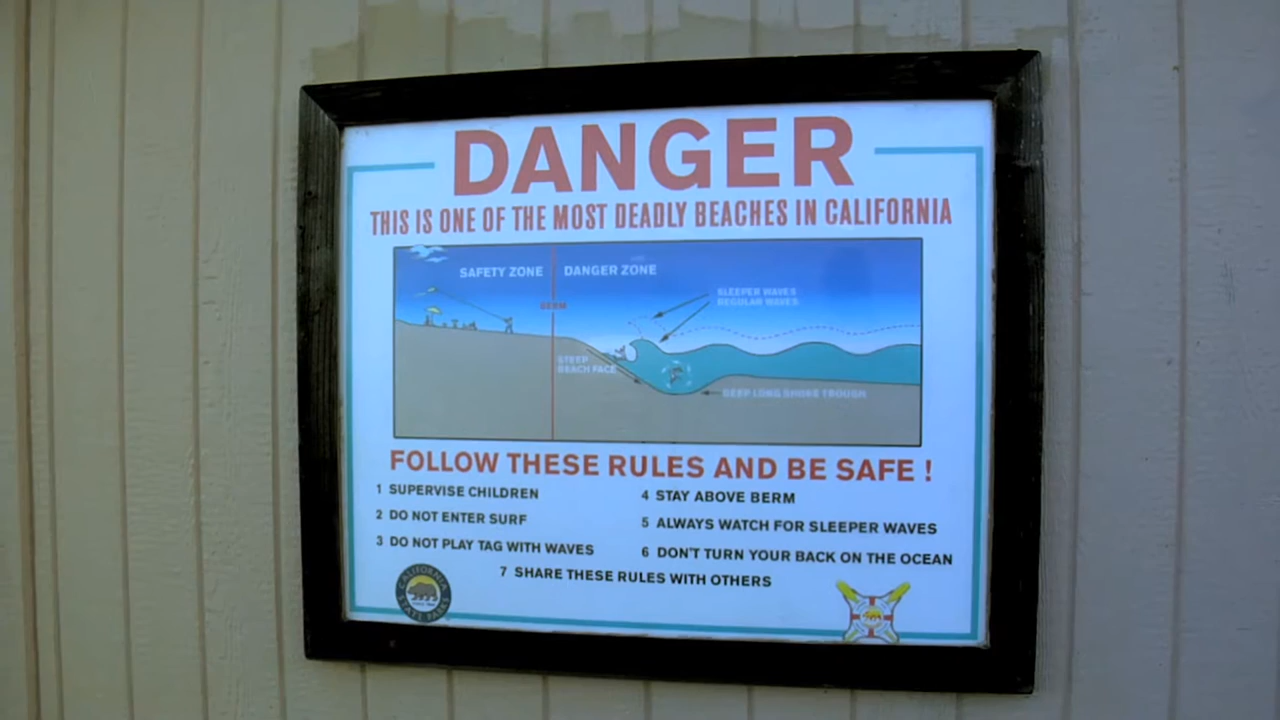 DANGER
THIS IS ONE OF THE MOST DEADLY BEACHES IN CALIFORNIA
SAFETY ZONE
DANGER ZONE
BERM
SLEEPER WAVES
REGULAR WAVES
STEEP
BEACH FACE
DEEP LONG SHORE TROUGH
FOLLOW THESE RULES AND BE SAFE !
1 SUPERVISE CHILDREN
2 DO NOT ENTER SURF
3 DO NOT PLAY TAG WITH WAVES
4 STAY ABOVE BERM
5 ALWAYS WATCH FOR SLEEPER WAVES
6 DON'T TURN YOUR BACK ON THE OCEAN
7 SHARE THESE RULES WITH OTHERS
CALIFORNIA
STATE PARKS